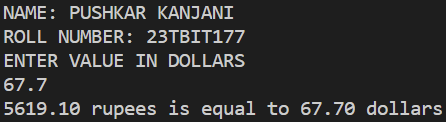 NAME: PUSHKAR KANJANI
ROLL NUMBER: 23TBIT177
ENTER VALUE IN DOLLARS
67.7
5619.10 rupees is equal to 67.70 dollars